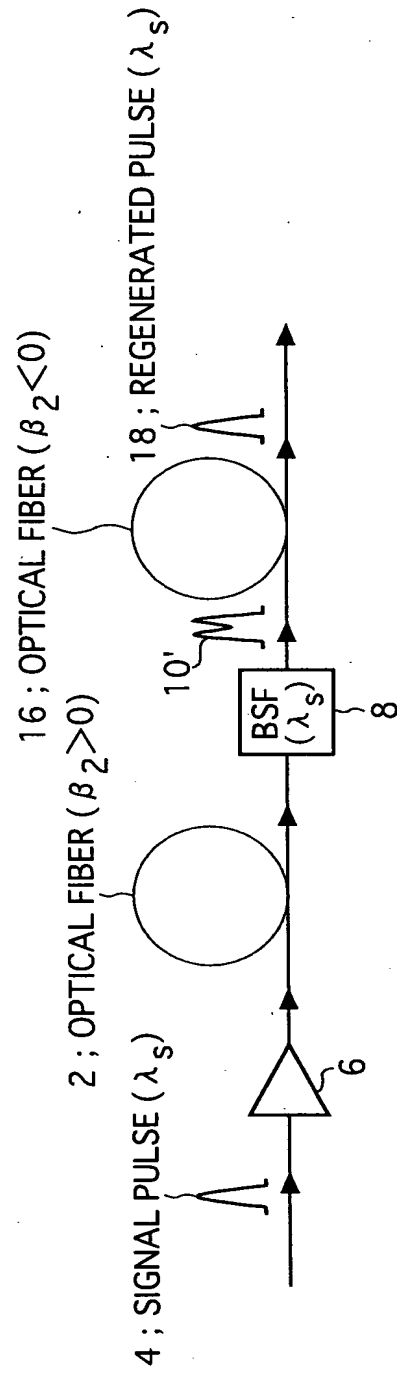 4 ; SIGNAL PULSE (λs)
2 ; OPTICAL FIBER (β2>0)
16 ; OPTICAL FIBER (β2<0)
18 ; REGENERATED PULSE (λs)
6
BSF
(λs)
8
10'